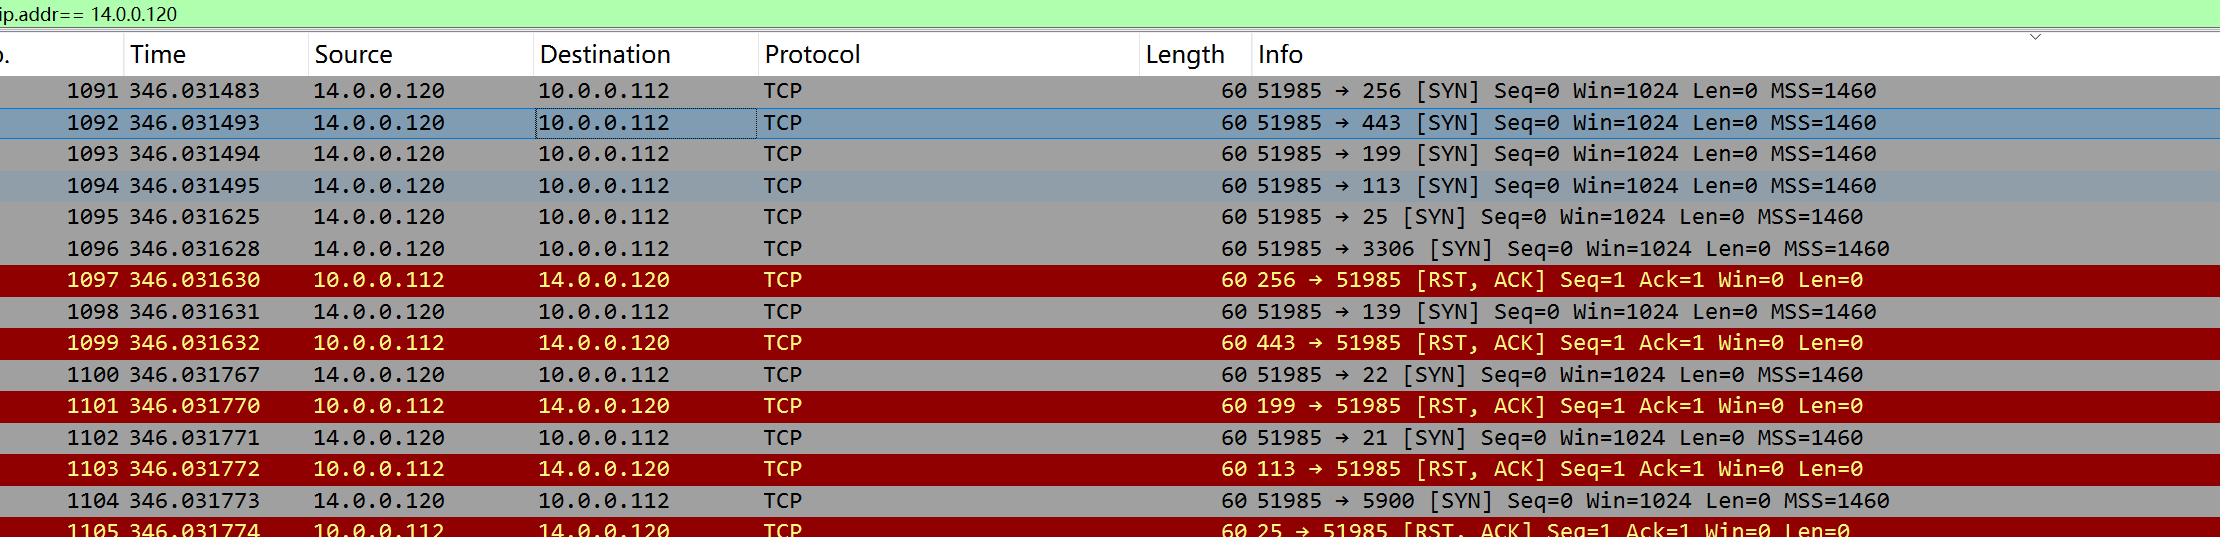 ip.addr== 14.0.0.120
Time Source Destination Protocol Length Info
1091 346.031483 14.0.0.120 10.0.0.112 TCP 60 51985 → 256 [SYN] Seq=0 Win=1024 Len=0 MSS=1460
1092 346.031493 14.0.0.120 10.0.0.112 TCP 60 51985 → 443 [SYN] Seq=0 Win=1024 Len=0 MSS=1460
1093 346.031494 14.0.0.120 10.0.0.112 TCP 60 51985 → 199 [SYN] Seq=0 Win=1024 Len=0 MSS=1460
1094 346.031495 14.0.0.120 10.0.0.112 TCP 60 51985 → 113 [SYN] Seq=0 Win=1024 Len=0 MSS=1460
1095 346.031625 14.0.0.120 10.0.0.112 TCP 60 51985 → 25 [SYN] Seq=0 Win=1024 Len=0 MSS=1460
1096 346.031628 14.0.0.120 10.0.0.112 TCP 60 51985 → 3306 [SYN] Seq=0 Win=1024 Len=0 MSS=1460
1097 346.031630 10.0.0.112 14.0.0.120 TCP 60 256 → 51985 [RST, ACK] Seq=1 Ack=1 Win=0 Len=0
1098 346.031631 14.0.0.120 10.0.0.112 TCP 60 51985 → 139 [SYN] Seq=0 Win=1024 Len=0 MSS=1460
1099 346.031632 10.0.0.112 14.0.0.120 TCP 60 443 → 51985 [RST, ACK] Seq=1 Ack=1 Win=0 Len=0
1100 346.031767 14.0.0.120 10.0.0.112 TCP 60 51985 → 22 [SYN] Seq=0 Win=1024 Len=0 MSS=1460
1101 346.031770 10.0.0.112 14.0.0.120 TCP 60 199 → 51985 [RST, ACK] Seq=1 Ack=1 Win=0 Len=0
1102 346.031771 14.0.0.120 10.0.0.112 TCP 60 51985 → 21 [SYN] Seq=0 Win=1024 Len=0 MSS=1460
1103 346.031772 10.0.0.112 14.0.0.120 TCP 60 113 → 51985 [RST, ACK] Seq=1 Ack=1 Win=0 Len=0
1104 346.031773 14.0.0.120 10.0.0.112 TCP 60 51985 → 5900 [SYN] Seq=0 Win=1024 Len=0 MSS=1460
1105 346.031774 10.0.0.112 14.0.0.120 TCP 60 25 → 51985 [RST, ACK] Seq=1 Ack=1 Win=0 Len=0